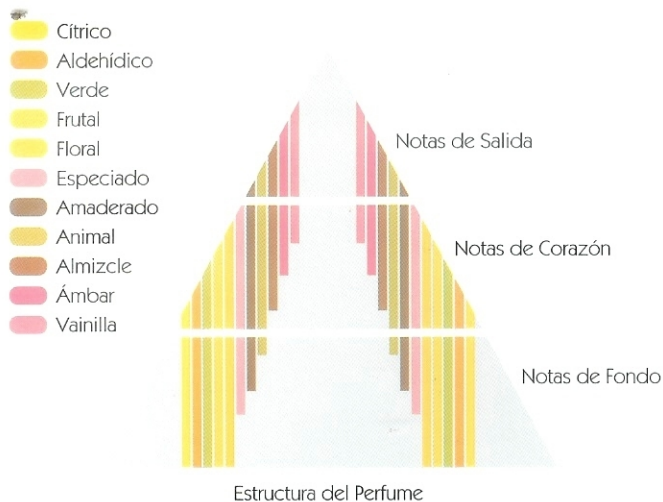 Cítrico
Aldehídico
Verde
Frutal
Floral
Especiado
Amaderado
Animal
Almizcle
Ámbar
Vainilla
Notas de Salida
Notas de Corazón
Notas de Fondo
Estructura del Perfume